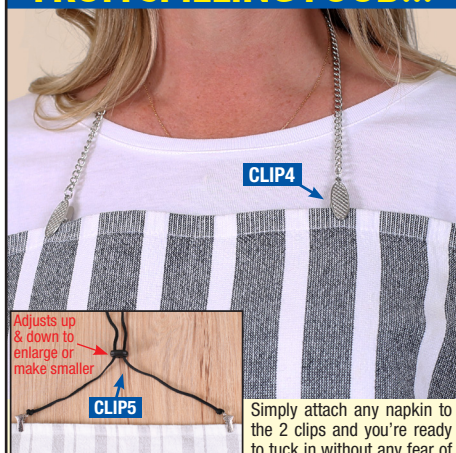 CLIP4
Adjusts up
& down to
enlarge or
make smaller
CLIP5
Simply attach any napkin to
the 2 clips and you're ready
to tuck in without any fear of